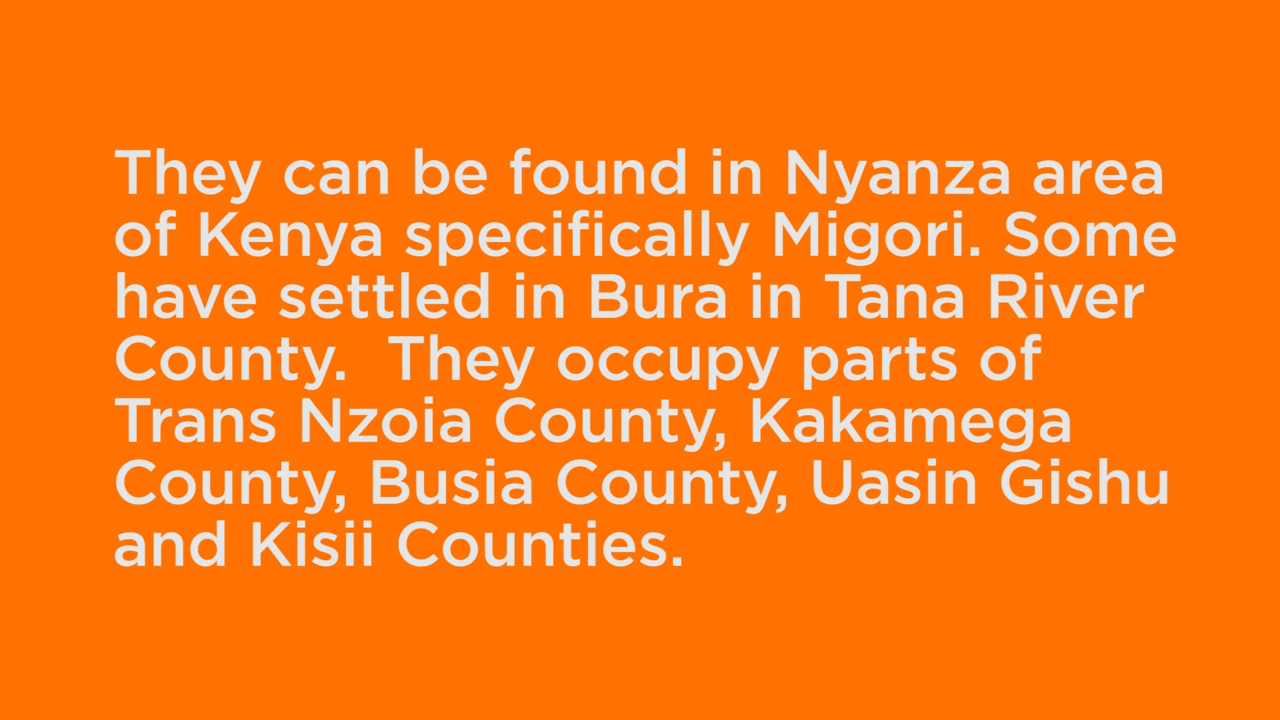 They can be found in Nyanza area
of Kenya specifically Migori. Some
have settled in Bura in Tana River
County.  They occupy parts of
Trans Nzoia County, Kakamega
County, Busia County, Uasin Gishu
and Kisii Counties.